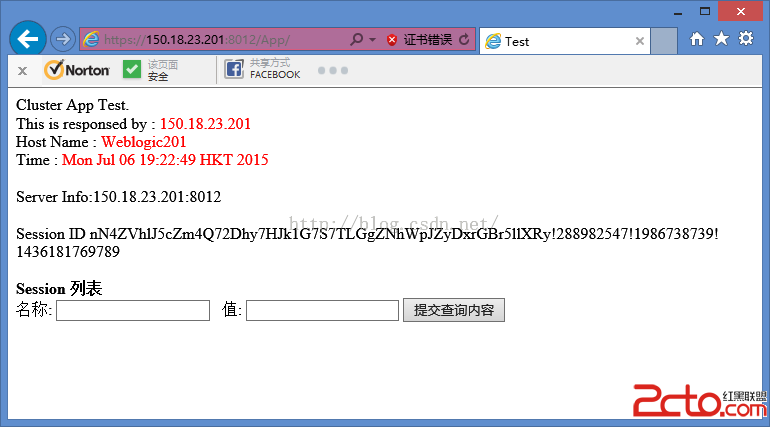 https://150.18.23.201:8012/App/
证书错误
Test
Norton
该页面
安全
共享方式
FACEBOOK
Cluster App Test.
This is responsed by : 150.18.23.201
Host Name : Weblogic201
Time : Mon Jul 06 19:22:49 HKT 2015
Server Info:150.18.23.201:8012
http://blog.csdn.net/
Session ID nN4ZVhlJ5cZm4Q72Dhy7HJk1G7S7TLGgZNhWpJZyDxrGBr5llXRy!288982547!1986738739!
1436181769789
Session 列表
名称: 值: 提交查询内容
2cto.com
红黑联盟